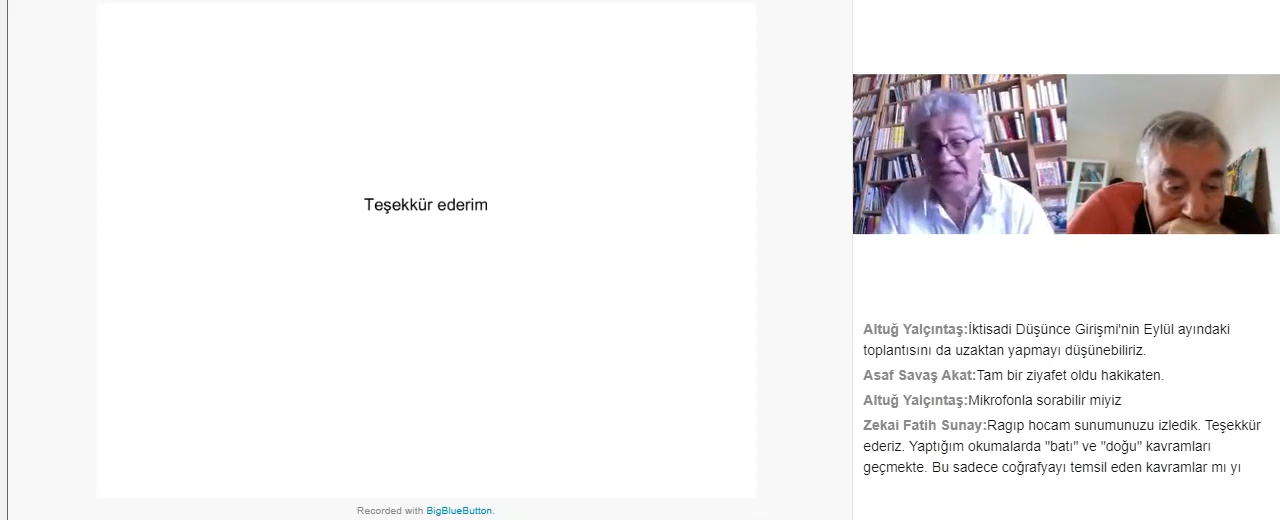 Teşekkür ederim
Recorded with BigBlueButton.
Altuğ Yalçıntaş:İktisadi Düşünce Girişmi'nin Eylül ayındaki
toplantısını da uzaktan yapmayı düşünebiliriz.
Asaf Savaş Akat:Tam bir ziyafet oldu hakikaten.
Altuğ Yalçıntaş:Mikrofonla sorabilir miyiz
Zekai Fatih Sunay:Ragıp hocam sunumunuzu izledik. Teşekkür
ederiz. Yaptığım okumalarda "batı" ve "doğu" kavramları
geçmekte. Bu sadece coğrafyayı temsil eden kavramlar mı yı